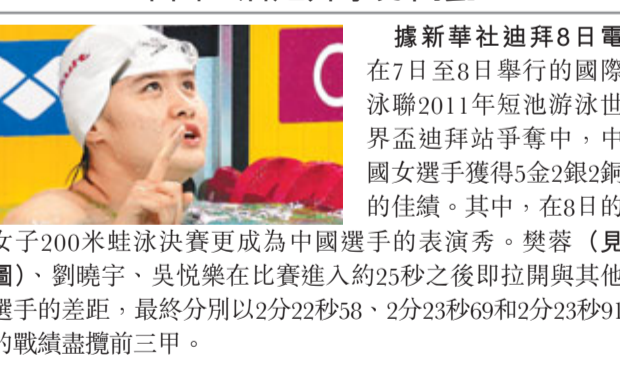 據新華社迪拜8日電
在7日至8日舉行的國際
泳聯2011年短池游泳世
界盃迪拜站爭奪中，中
國女選手獲得5金2銀2銅
的佳績。其中，在8日的
女子200米蛙泳決賽更成為中國選手的表演秀。樊蓉（見
圖）、劉曉宇、吳悅樂在比賽進入約25秒之後即拉開與其他
選手的差距，最終分別以2分22秒58、2分23秒69和2分23秒91
的戰績盡攬前三甲。